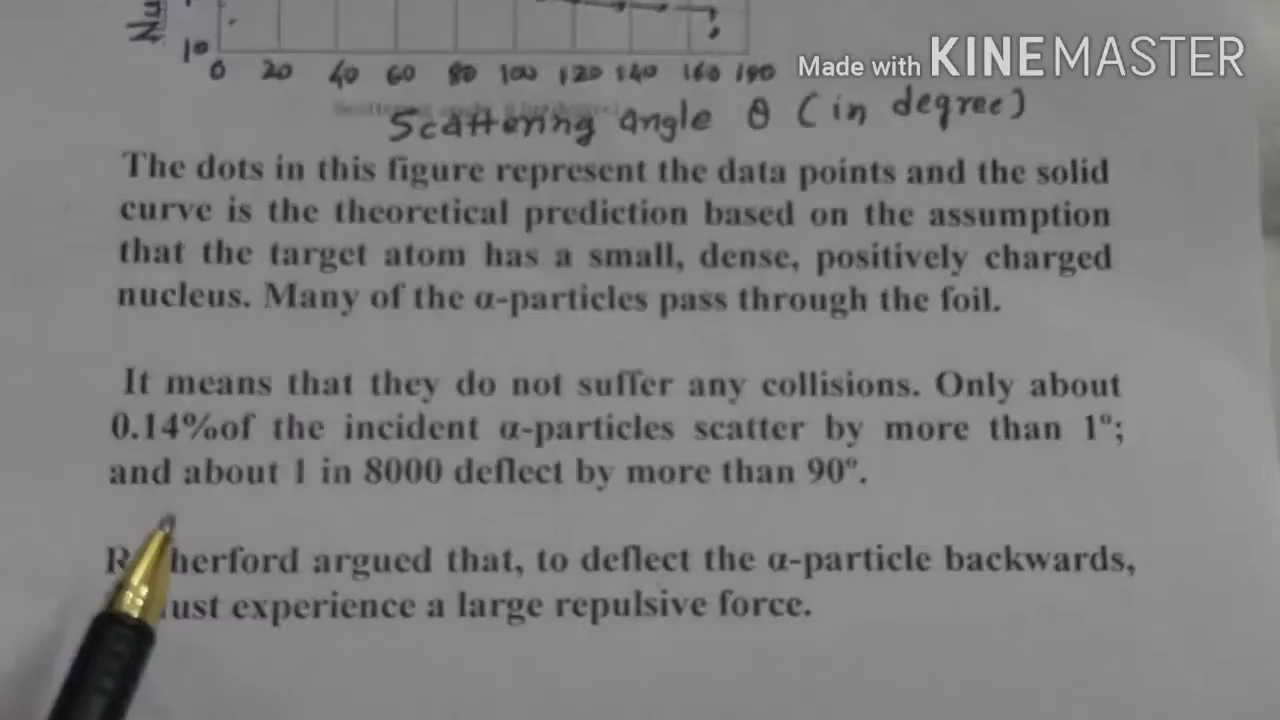 Nu
10
0 20 40 60 80 100 120 140 160 180
Made with KINEMASTER
Scattering angle θ (in degree)
The dots in this figure represent the data points and the solid
curve is the theoretical prediction based on the assumption
that the target atom has a small, dense, positively charged
nucleus. Many of the α-particles pass through the foil.
It means that they do not suffer any collisions. Only about
0.14%of the incident α-particles scatter by more than 1º;
and about 1 in 8000 deflect by more than 90º.
R herford argued that, to deflect the α-particle backwards,
ust experience a large repulsive force.